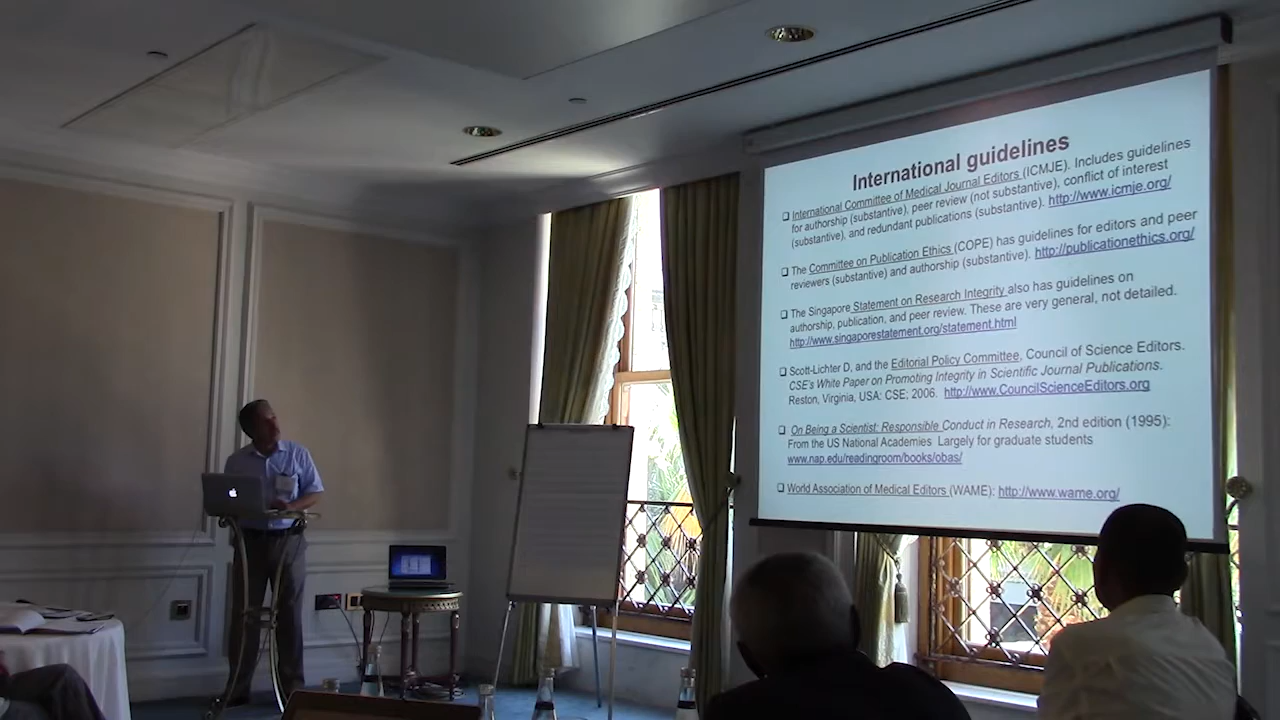 International guidelines
❑ International Committee of Medical Journal Editors (ICMJE). Includes guidelines
for authorship (substantive), peer review (not substantive), conflict of interest
(substantive), and redundant publications (substantive). http://www.icmje.org/
❑ The Committee on Publication Ethics (COPE) has guidelines for editors and peer
reviewers (substantive) and authorship (substantive). http://publicationethics.org/
❑ The Singapore Statement on Research Integrity also has guidelines on
authorship, publication, and peer review. These are very general, not detailed.
http://www.singaporestatement.org/statement.html
❑ Scott-Lichter D, and the Editorial Policy Committee, Council of Science Editors.
CSE's White Paper on Promoting Integrity in Scientific Journal Publications.
Reston, Virginia, USA: CSE; 2006. http://www.CouncilScienceEditors.org
❑ On Being a Scientist: Responsible Conduct in Research, 2nd edition (1995):
From the US National Academies Largely for graduate students
www.nap.edu/readingroom/books/obas/
❑ World Association of Medical Editors (WAME): http://www.wame.org/